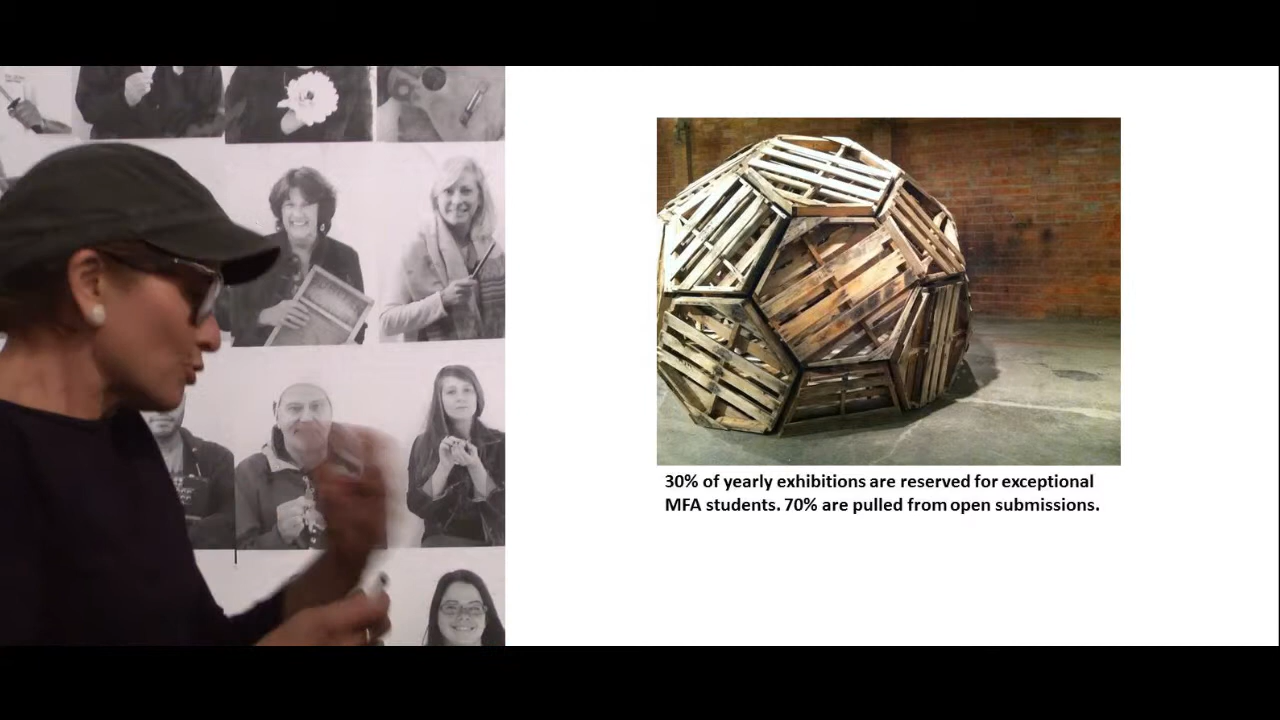 30% of yearly exhibitions are reserved for exceptional
MFA students. 70% are pulled from open submissions.